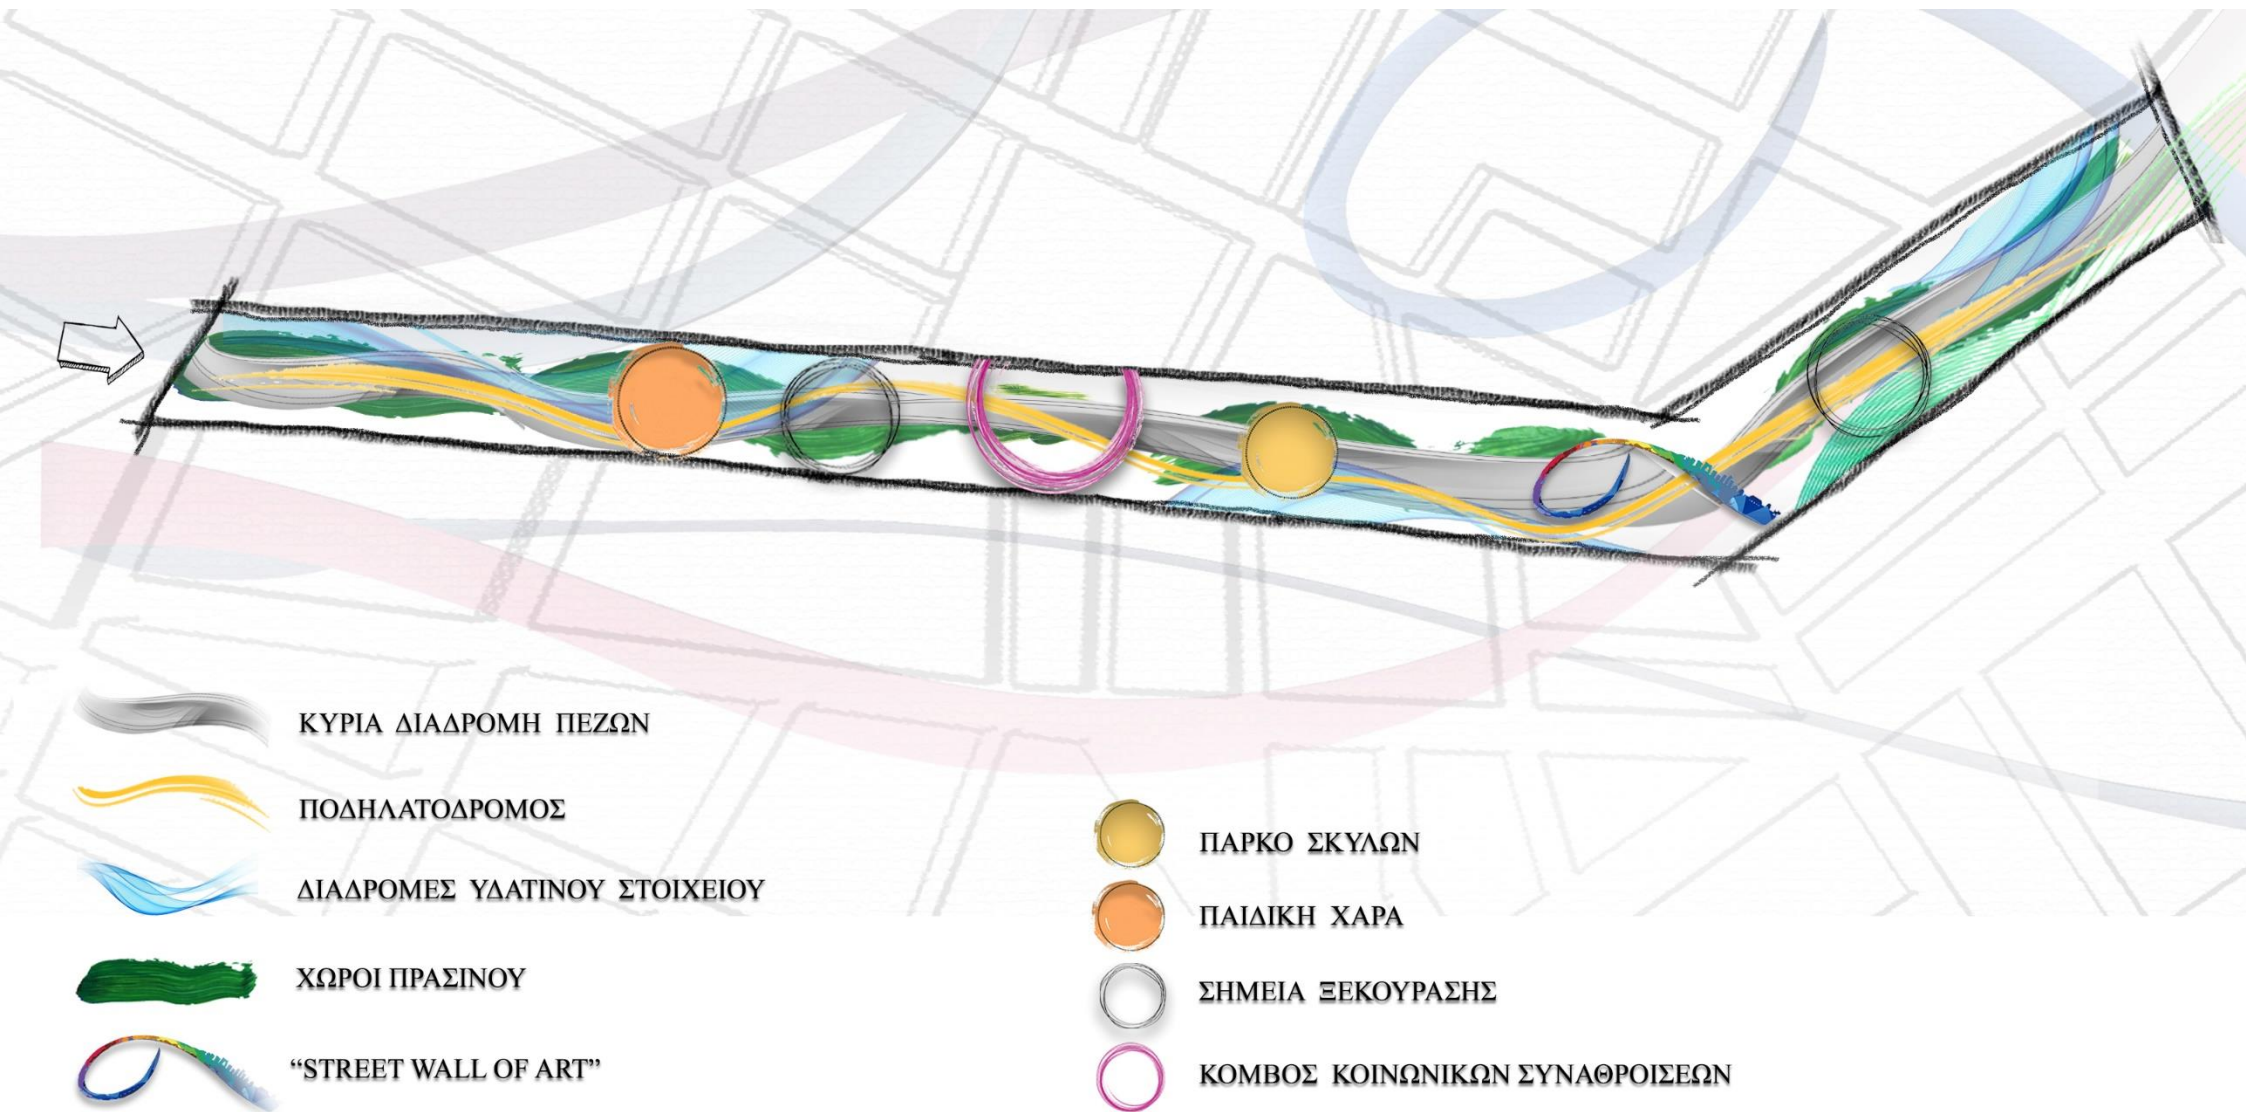 ΚΥΡΙΑ ΔΙΑΔΡΟΜΗ ΠΕΖΩΝ
ΠΟΔΗΛΑΤΟΔΡΟΜΟΣ
ΔΙΑΔΡΟΜΕΣ ΥΔΑΤΙΝΟΥ ΣΤΟΙΧΕΙΟΥ
ΧΩΡΟΙ ΠΡΑΣΙΝΟΥ
“STREET WALL OF ART”
ΠΑΡΚΟ ΣΚΥΛΩΝ
ΠΑΙΔΙΚΗ ΧΑΡΑ
ΣΗΜΕΙΑ ΞΕΚΟΥΡΑΣΗΣ
ΚΟΜΒΟΣ ΚΟΙΝΩΝΙΚΩΝ ΣΥΝΑΘΡΟΙΣΕΩΝ